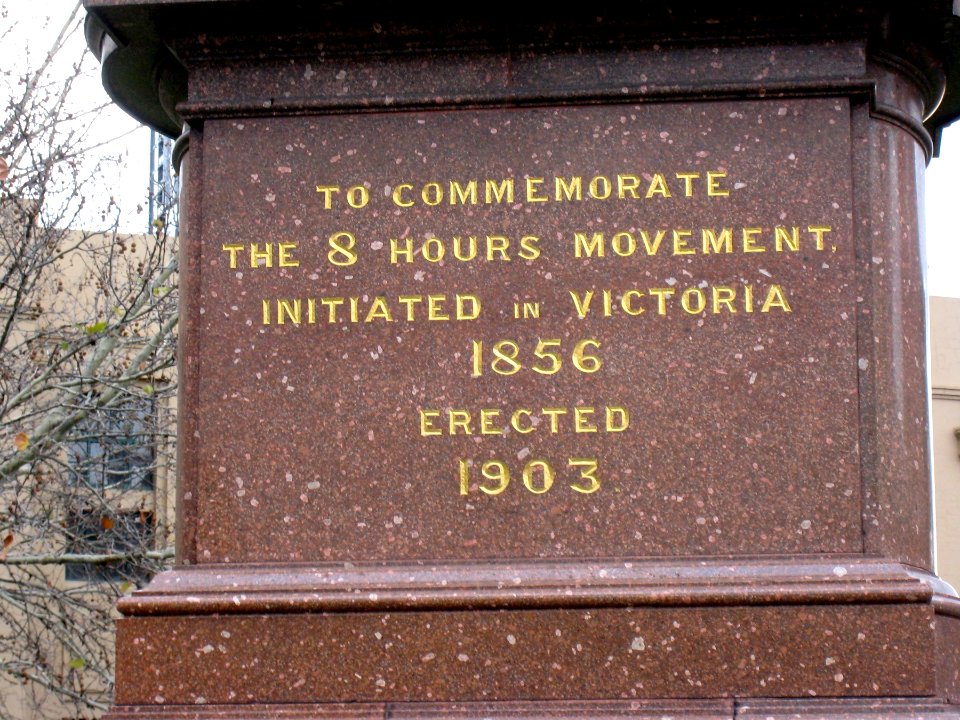 TO COMMEMORATE
THE 8 HOURS MOVEMENT,
INITIATED IN VICTORIA
1856
ERECTED
1903